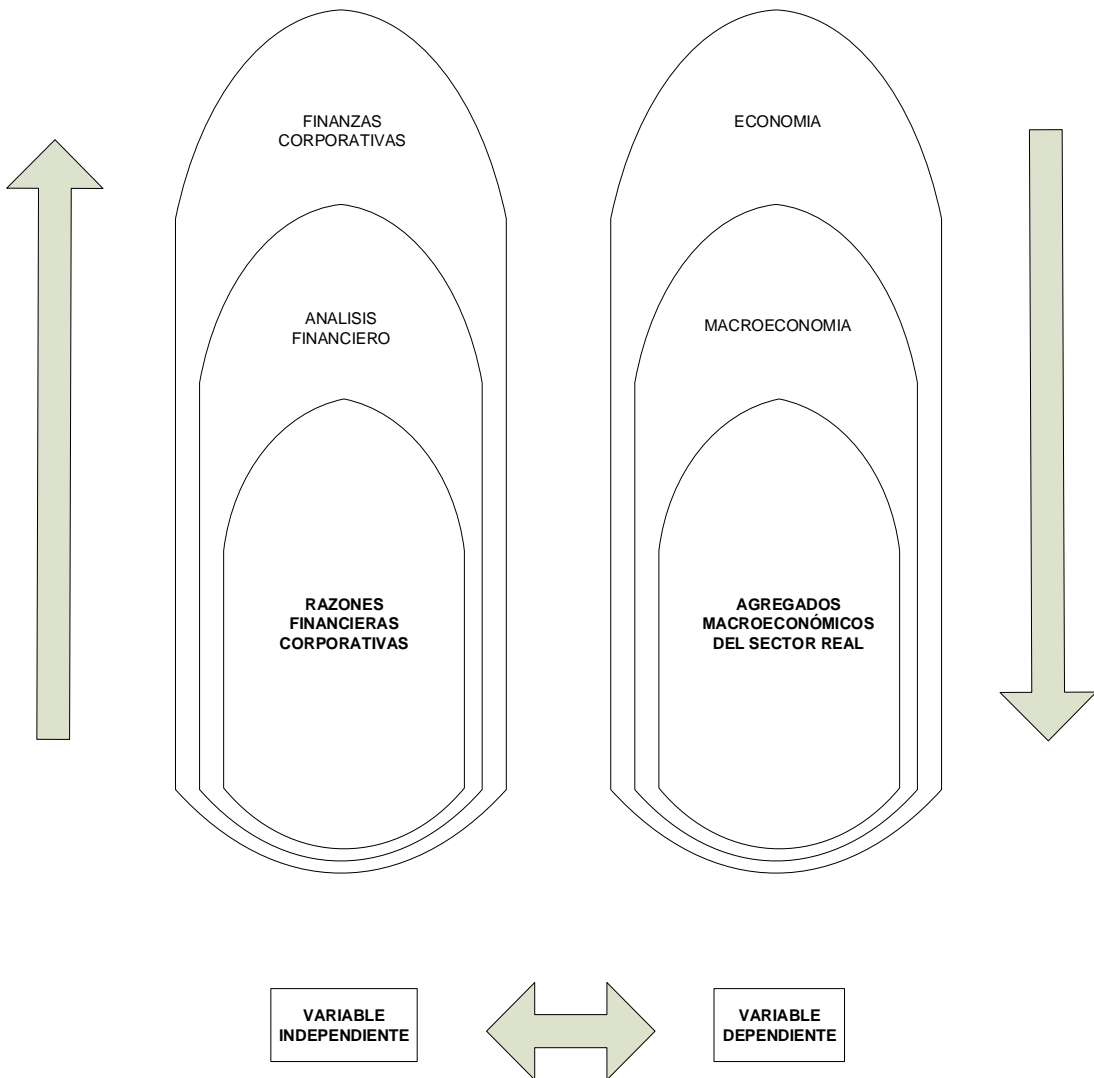 FINANZAS
CORPORATIVAS
ECONOMIA
ANALISIS
FINANCIERO
MACROECONOMIA
RAZONES
FINANCIERAS
CORPORATIVAS
AGREGADOS
MACROECONÓMICOS
DEL SECTOR REAL
VARIABLE
INDEPENDIENTE
VARIABLE
DEPENDIENTE